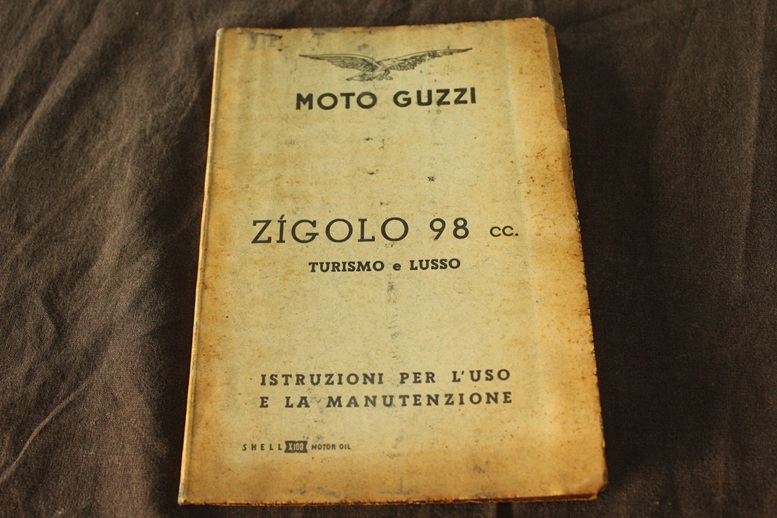 MOTO GUZZI
ZÍGOLO 98 cc.
TURISMO e LUSSO
ISTRUZIONI PER L'USO
E LA MANUTENZIONE
SHELL X100 MOTOR OIL